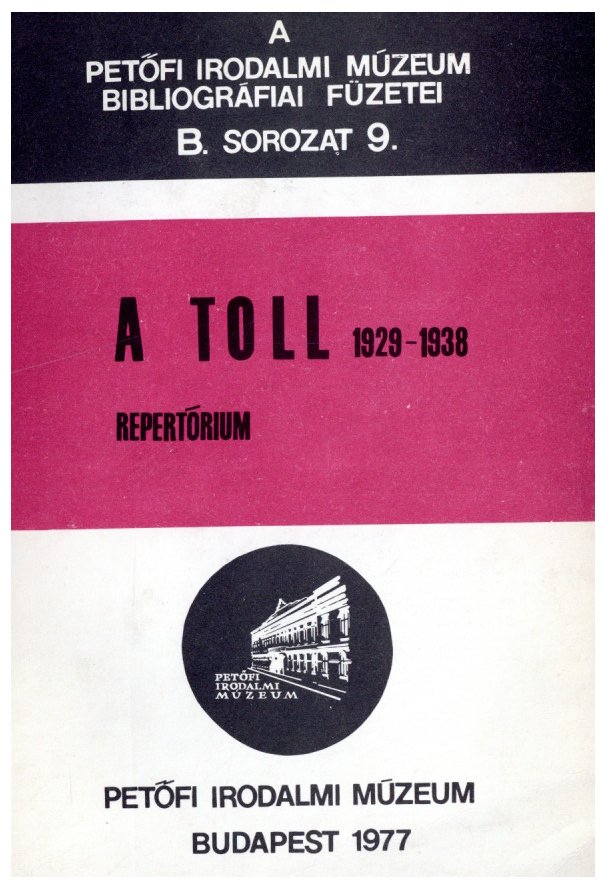 A
PETŐFI IRODALMI MÚZEUM
BIBLIOGRÁFIAI FÜZETEI
B. SOROZAT 9.
A TOLL 1929-1938
REPERTÓRIUM
PETŐFI
IRODALMI
MÚZEUM
PETŐFI IRODALMI MÚZEUM
BUDAPEST 1977